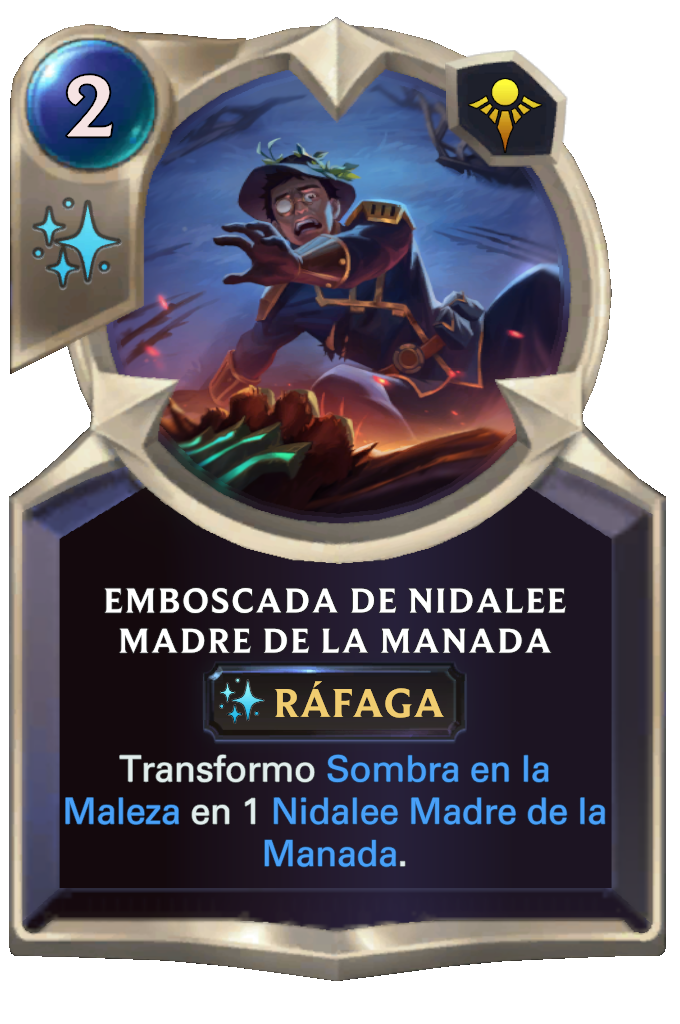 2
EMBOSCADA DE NIDALEE
MADRE DE LA MANADA
RÁFAGA
Transformo Sombra en la
Maleza en 1 Nidalee Madre de la
Manada.